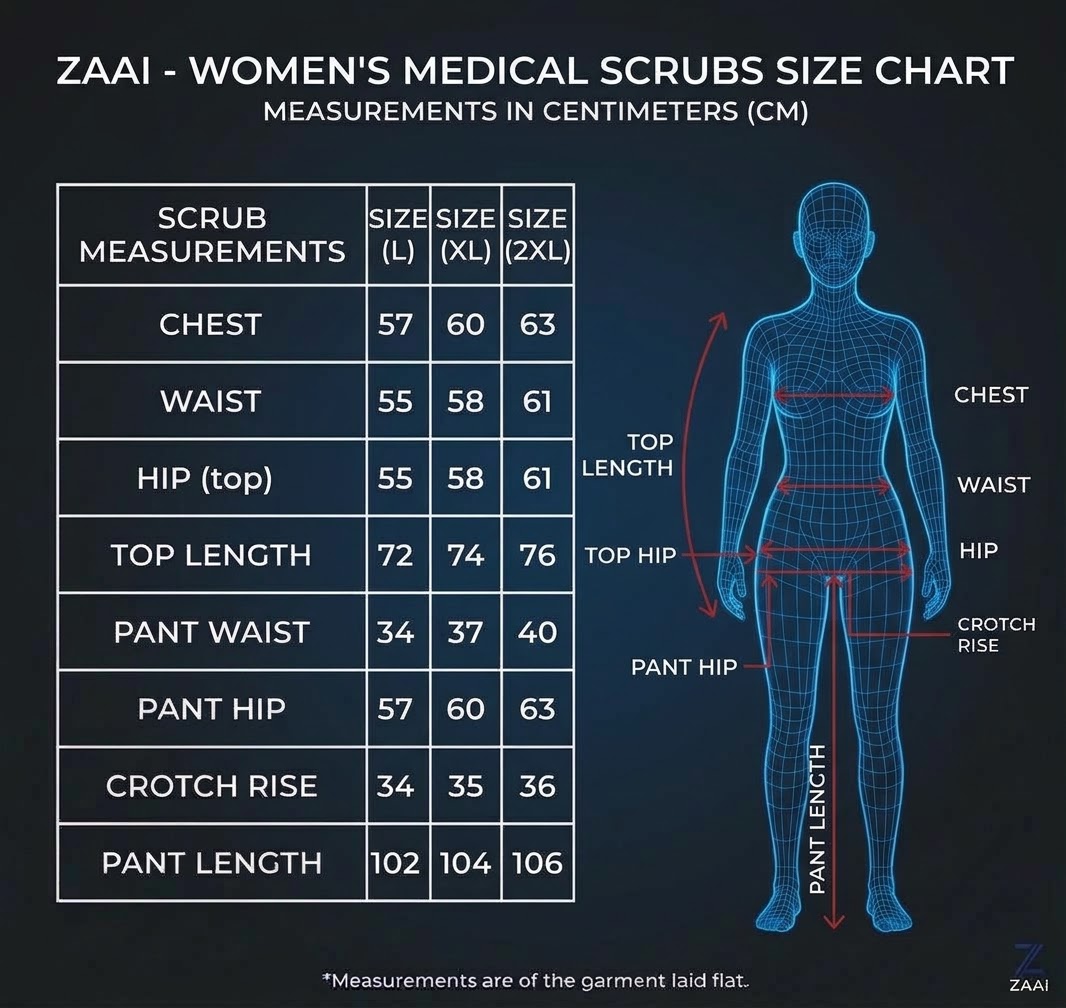 ZAAI - WOMEN'S MEDICAL SCRUBS SIZE CHART
MEASUREMENTS IN CENTIMETERS (CM)
SCRUB MEASUREMENTS SIZE (L) SIZE (XL) SIZE (2XL)
CHEST 57 60 63
WAIST 55 58 61
HIP (top) 55 58 61
TOP LENGTH 72 74 76
PANT WAIST 34 37 40
PANT HIP 57 60 63
CROTCH RISE 34 35 36
PANT LENGTH 102 104 106
CHEST
TOP
LENGTH
WAIST
TOP HIP
HIP
CROTCH
RISE
PANT HIP
PANT LENGTH
*Measurements are of the garment laid flat.
ZAAI